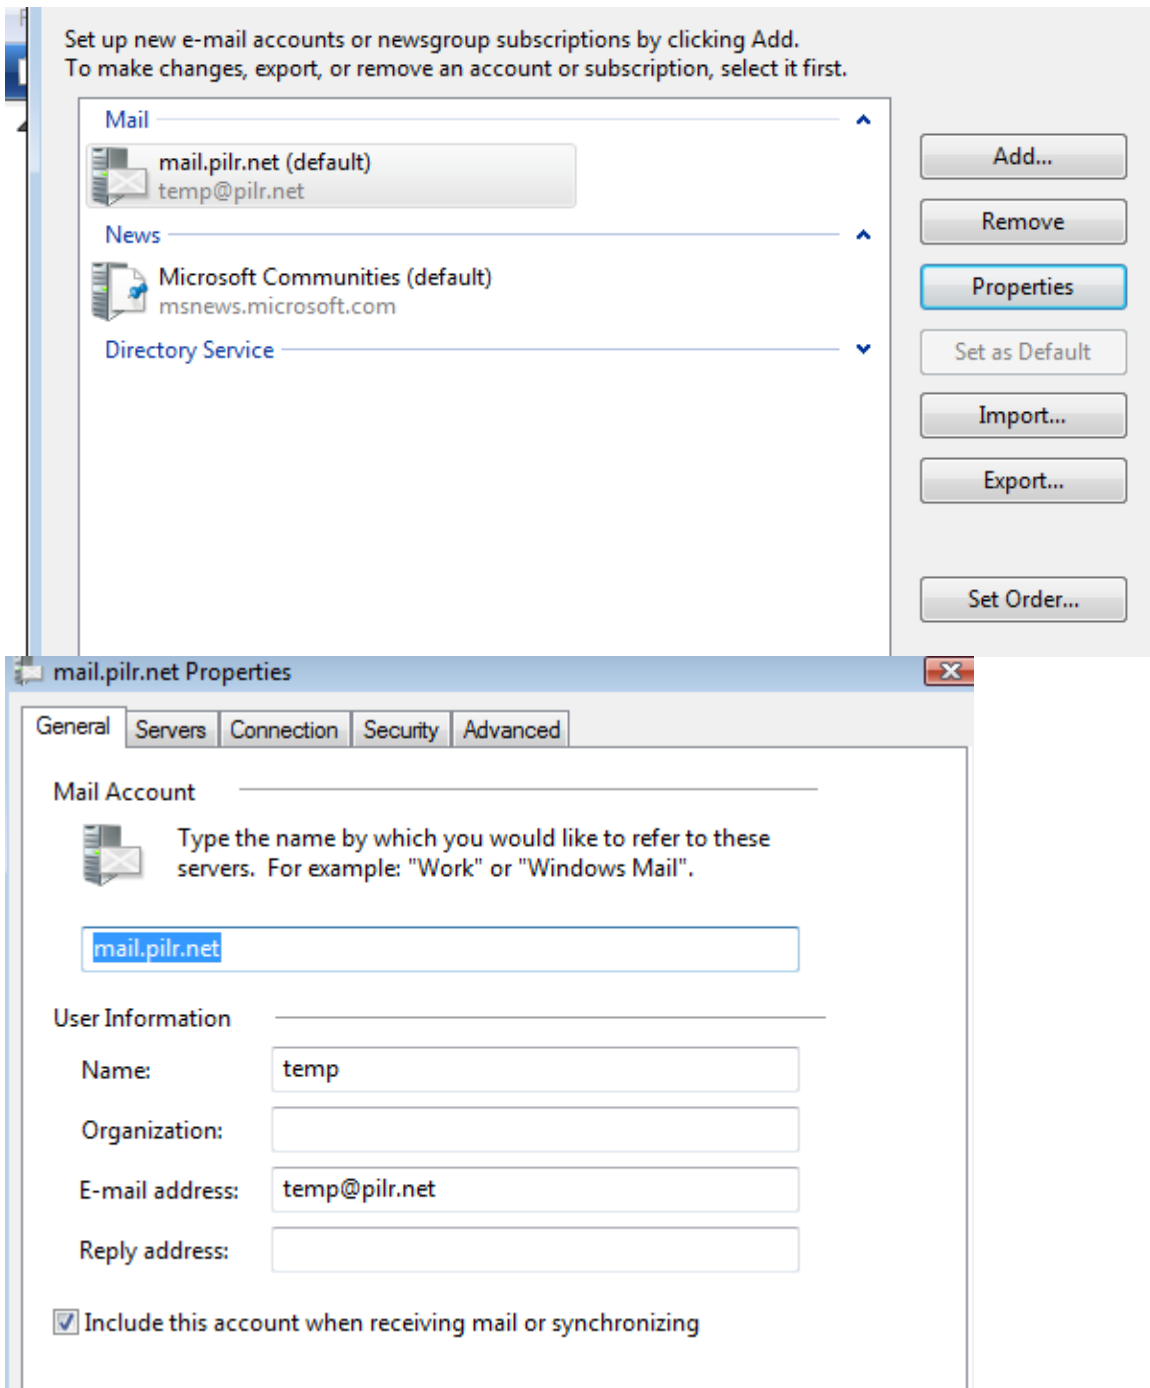 Set up new e-mail accounts or newsgroup subscriptions by clicking Add.
To make changes, export, or remove an account or subscription, select it first.
Mail
mail.pilr.net (default)
temp@pilr.net
News
Microsoft Communities (default)
msnews.microsoft.com
Directory Service
Add...
Remove
Properties
Set as Default
Import...
Export...
Set Order...
mail.pilr.net Properties
General Servers Connection Security Advanced
Mail Account
Type the name by which you would like to refer to these
servers.  For example: "Work" or "Windows Mail".
mail.pilr.net
User Information
Name: temp
Organization:
E-mail address: temp@pilr.net
Reply address:
Include this account when receiving mail or synchronizing